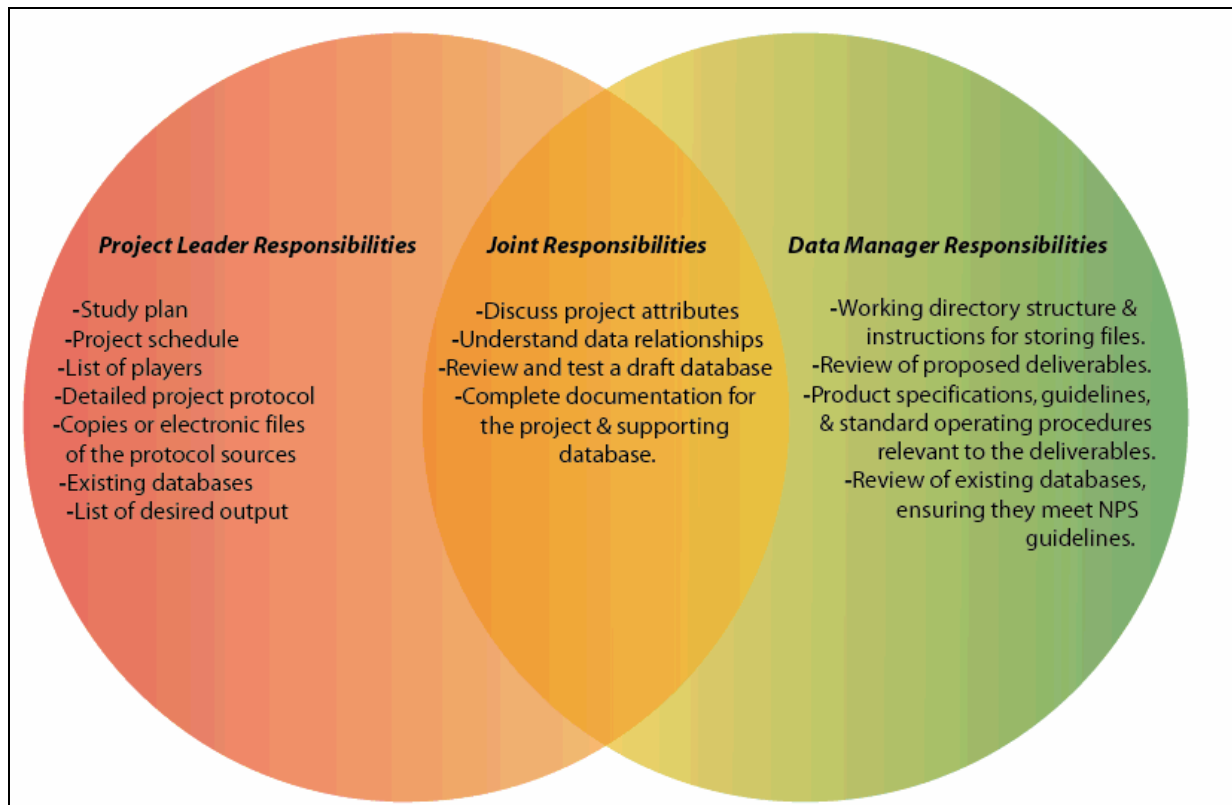 Project Leader Responsibilities
-Study plan
-Project schedule
-List of players
-Detailed project protocol
-Copies or electronic files
of the protocol sources
-Existing databases
-List of desired output
Joint Responsibilities
-Discuss project attributes
-Understand data relationships
-Review and test a draft database
-Complete documentation for
the project & supporting
database.
Data Manager Responsibilities
-Working directory structure &
instructions for storing files.
-Review of proposed deliverables.
-Product specifications, guidelines,
& standard operating procedures
relevant to the deliverables.
-Review of existing databases,
ensuring they meet NPS
guidelines.